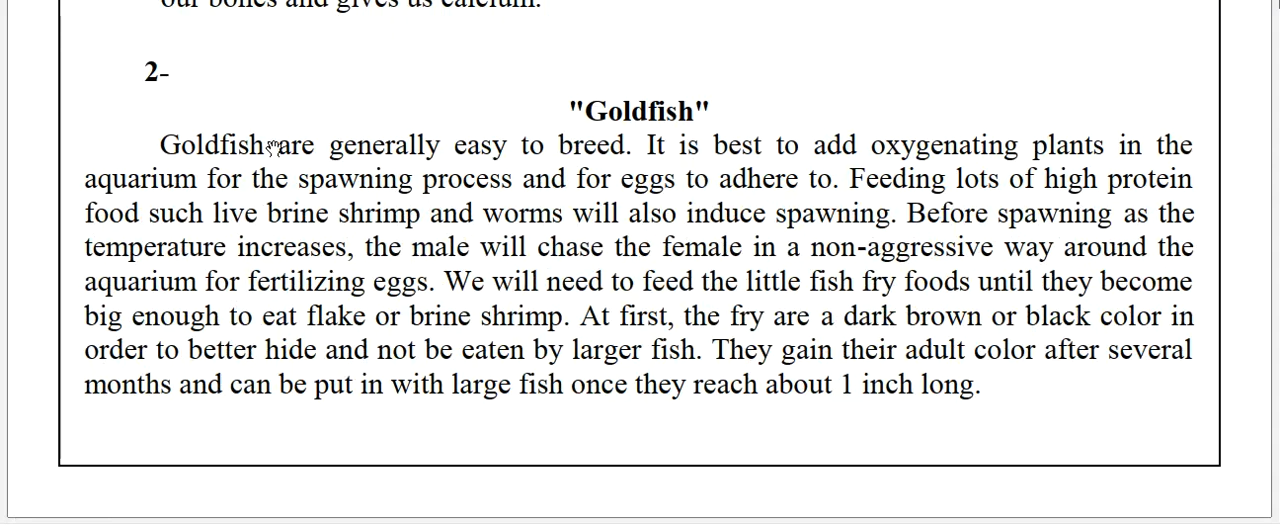 our bones and gives us calcium.
2-
"Goldfish"
Goldfish are generally easy to breed. It is best to add oxygenating plants in the
aquarium for the spawning process and for eggs to adhere to. Feeding lots of high protein
food such live brine shrimp and worms will also induce spawning. Before spawning as the
temperature increases, the male will chase the female in a non-aggressive way around the
aquarium for fertilizing eggs. We will need to feed the little fish fry foods until they become
big enough to eat flake or brine shrimp. At first, the fry are a dark brown or black color in
order to better hide and not be eaten by larger fish. They gain their adult color after several
months and can be put in with large fish once they reach about 1 inch long.